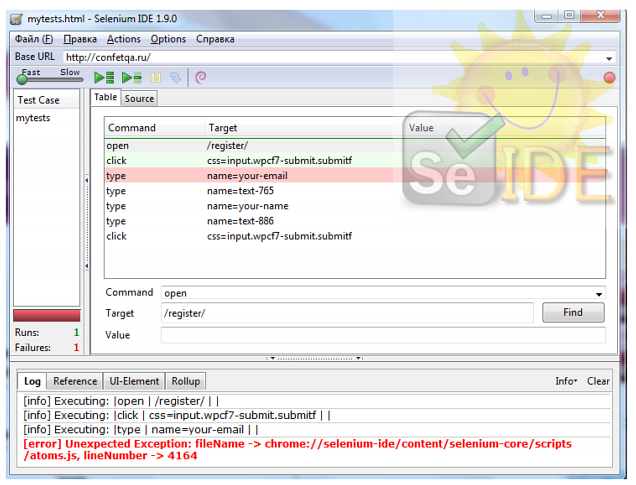 mytests.html - Selenium IDE 1.9.0
Файл (F) Правка Actions Options Справка
Base URL http://confetqa.ru/
Fast Slow
Test Case
Table Source
mytests
Command Target Value
open /register/
click css=input.wpcf7-submit.submitf
type name=your-email
type name=text-765
type name=your-name
type name=text-886
click css=input.wpcf7-submit.submitf
Se IDE
Command open
Target /register/ Find
Value
Runs: 1
Failures: 1
Log Reference UI-Element Rollup Info Clear
[info] Executing: |open | /register/ | |
[info] Executing: |click | css=input.wpcf7-submit.submitf | |
[info] Executing: |type | name=your-email | |
[error] Unexpected Exception: fileName -> chrome://selenium-ide/content/selenium-core/scripts
/atoms.js, lineNumber -> 4164